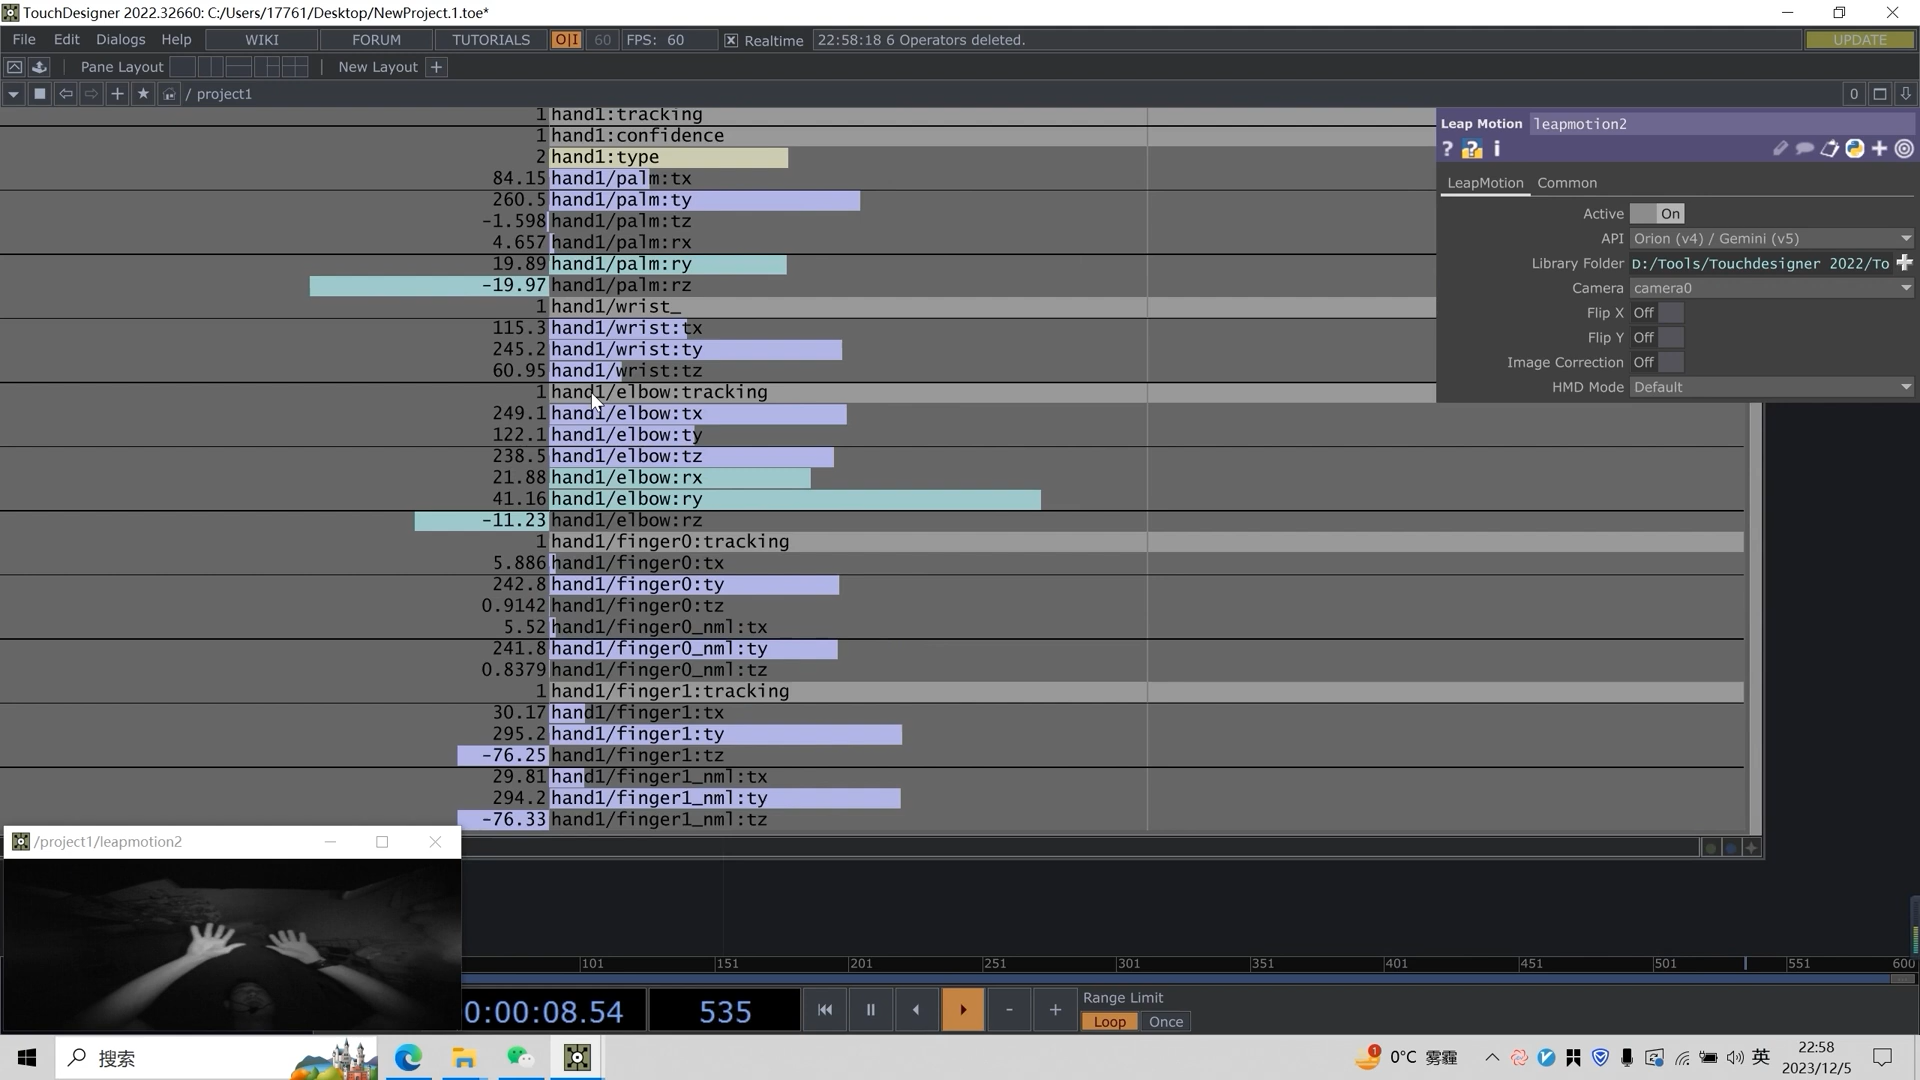 TouchDesigner 2022.32660: C:/Users/17761/Desktop/NewProject.1.toe*
File Edit Dialogs Help WIKI FORUM TUTORIALS O|I 60 FPS: 60 Realtime 22:58:18 6 Operators deleted. UPDATE
Pane Layout New Layout +
/ project1 0
1 hand1:tracking
1 hand1:confidence
2 hand1:type
84.15 hand1/palm:tx
260.5 hand1/palm:ty
-1.598 hand1/palm:tz
4.657 hand1/palm:rx
19.89 hand1/palm:ry
-19.97 hand1/palm:rz
1 hand1/wrist_
115.3 hand1/wrist:tx
245.2 hand1/wrist:ty
60.95 hand1/wrist:tz
1 hand1/elbow:tracking
249.1 hand1/elbow:tx
122.1 hand1/elbow:ty
238.5 hand1/elbow:tz
21.88 hand1/elbow:rx
41.16 hand1/elbow:ry
-11.23 hand1/elbow:rz
1 hand1/finger0:tracking
5.886 hand1/finger0:tx
242.8 hand1/finger0:ty
0.9142 hand1/finger0:tz
5.52 hand1/finger0_nml:tx
241.8 hand1/finger0_nml:ty
0.8379 hand1/finger0_nml:tz
1 hand1/finger1:tracking
30.17 hand1/finger1:tx
295.2 hand1/finger1:ty
-76.25 hand1/finger1:tz
29.81 hand1/finger1_nml:tx
294.2 hand1/finger1_nml:ty
-76.33 hand1/finger1_nml:tz
Leap Motion leapmotion2
? ? i
LeapMotion Common
Active On
API Orion (v4) / Gemini (v5)
Library Folder D:/Tools/Touchdesigner 2022/To
Camera camera0
Flip X Off
Flip Y Off
Image Correction Off
HMD Mode Default
/project1/leapmotion2
101 151 201 251 301 351 401 451 501 551 600
0:00:08.54 535 - + Range Limit
Loop Once
搜索
1 0°C 雾霾 英 22:58
2023/12/5